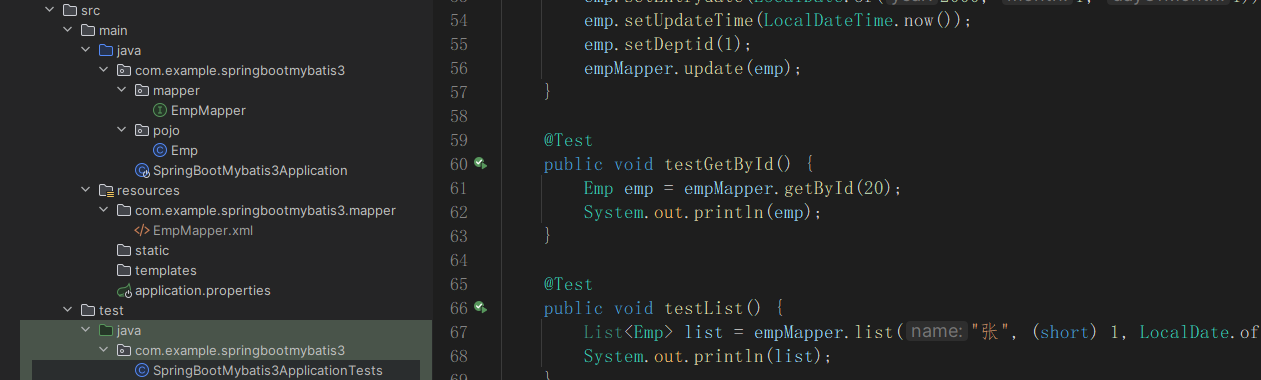 src
main
java
com.example.springbootmybatis3
mapper
EmpMapper
pojo
Emp
SpringBootMybatis3Application
resources
com.example.springbootmybatis3.mapper
EmpMapper.xml
static
templates
application.properties
test
java
com.example.springbootmybatis3
SpringBootMybatis3ApplicationTests
54 emp.setUpdateTime(LocalDateTime.now());
55 emp.setDeptid(1);
56 empMapper.update(emp);
57 }
58
59 @Test
60 public void testGetById() {
61 Emp emp = empMapper.getById(20);
62 System.out.println(emp);
63 }
64
65 @Test
66 public void testList() {
67 List<Emp> list = empMapper.list( name: "张", (short) 1, LocalDate.of
68 System.out.println(list);